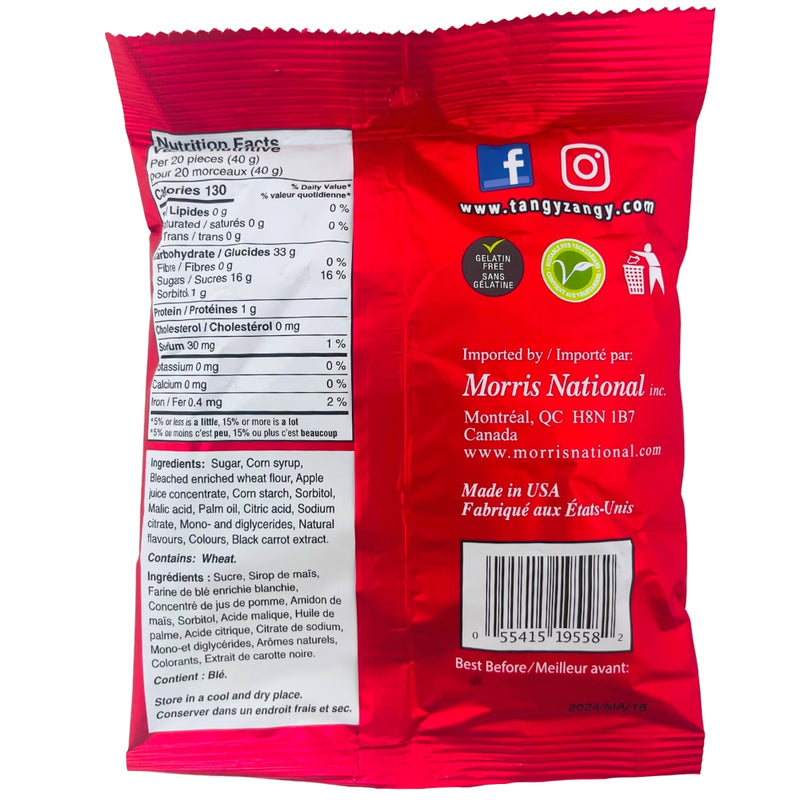 Nutrition Facts
Per 20 pieces (40 g)
pour 20 morceaux (40 g)
Calories 130
% Daily Value*
% valeur quotidienne*
/ Lipides 0 g 0 %
/ saturés 0 g 0 %
Trans / trans 0 g
Carbohydrate / Glucides 33 g
Fibre / Fibres 0 g 0 %
Sugars / Sucres 16 g 16 %
Sorbitol 1 g
Protein / Protéines 1 g
Cholesterol / Cholestérol 0 mg
Sodium 30 mg 1 %
Potassium 0 mg 0 %
Calcium 0 mg 0 %
Iron / Fer 0.4 mg 2 %
*5% or less is a little, 15% or more is a lot
*5% ou moins c'est peu, 15% ou plus c'est beaucoup
Ingredients: Sugar, Corn syrup,
Bleached enriched wheat flour, Apple
juice concentrate, Corn starch, Sorbitol,
Malic acid, Palm oil, Citric acid, Sodium
citrate, Mono- and diglycerides, Natural
flavours, Colours, Black carrot extract.
Contains: Wheat.
Ingrédients : Sucre, Sirop de maïs,
Farine de blé enrichie blanchie,
Concentré de jus de pomme, Amidon de
maïs, Sorbitol, Acide malique, Huile de
palme, Acide citrique, Citrate de sodium,
Mono-et diglycérides, Arômes naturels,
Colorants, Extrait de carotte noire.
Contient : Blé.
Store in a cool and dry place.
Conserver dans un endroit frais et sec.
f
www.tangyzangy.com
GELATIN
FREE
SANS
GÉLATINE
SUITABLE FOR VEGETARIANS
CONVIENT AUX VÉGÉTARIENS
Imported by / Importé par:
Morris National inc.
Montréal, QC H8N 1B7
Canada
www.morrisnational.com
Made in USA
Fabriqué aux États-Unis
0 55415 19558 2
Best Before/Meilleur avant:
2024/MA/18